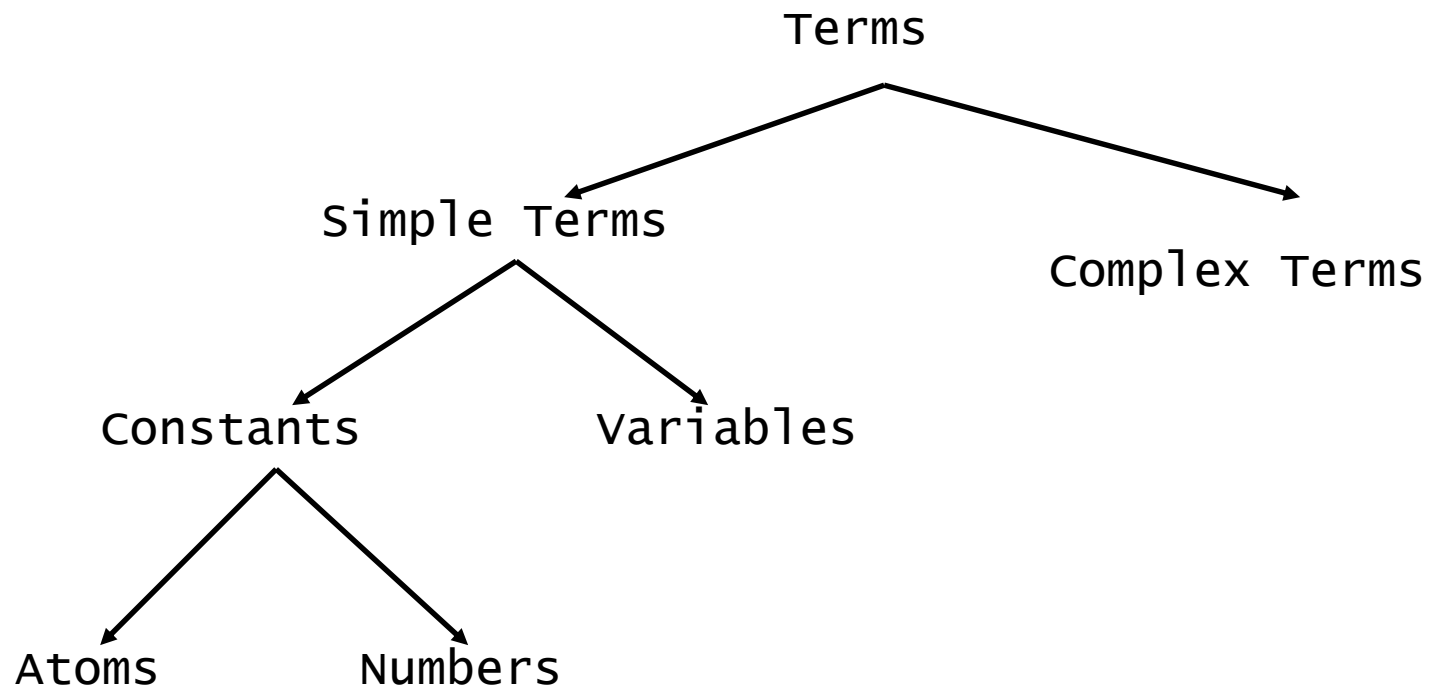 Terms
Simple Terms
Complex Terms
Constants
Variables
Atoms
Numbers